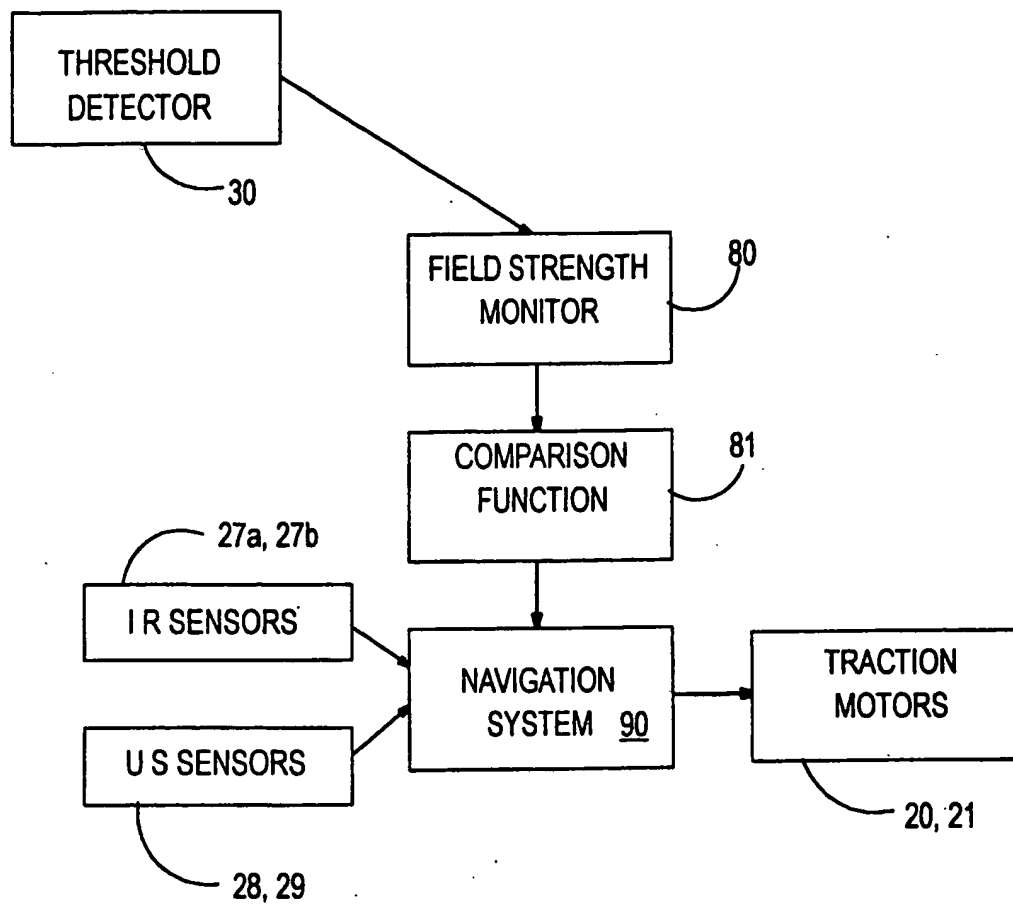 THRESHOLD
DETECTOR
30
FIELD STRENGTH
MONITOR
80
COMPARISON
FUNCTION
81
27a, 27b
I R SENSORS
NAVIGATION
SYSTEM 90
TRACTION
MOTORS
U S SENSORS
20, 21
28, 29